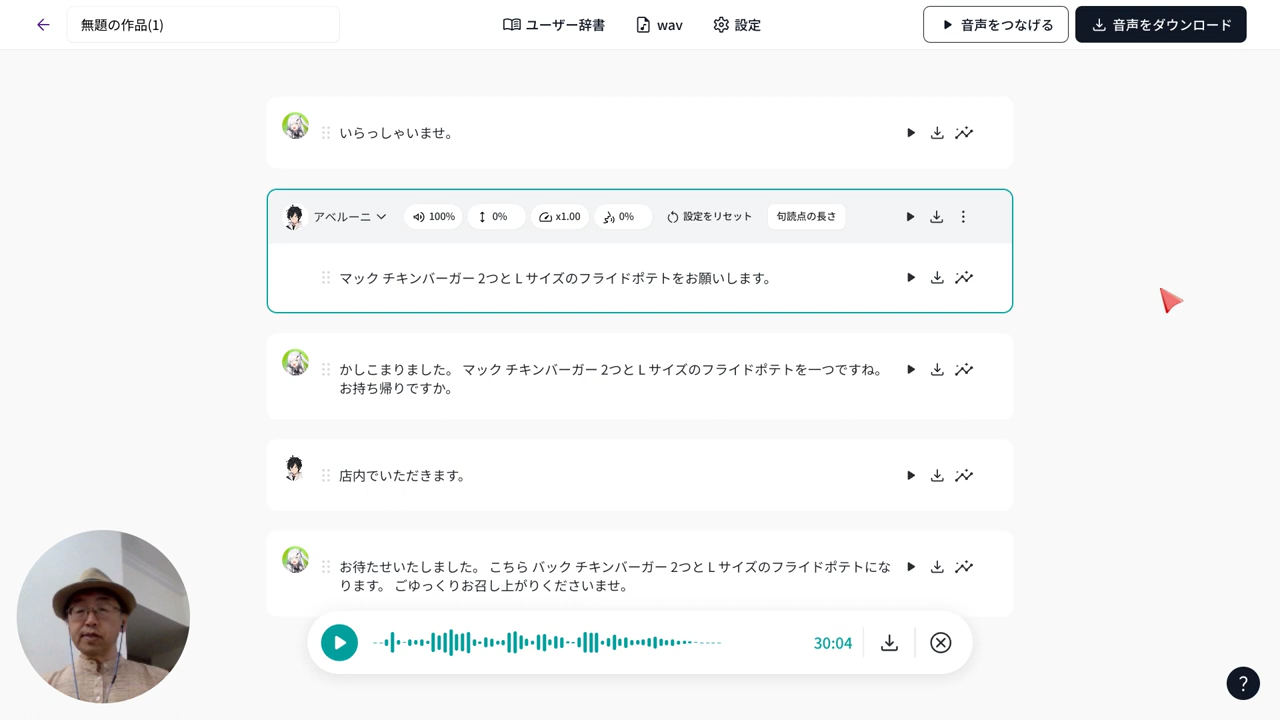 無題の作品(1)
ユーザー辞書
wav
設定
音声をつなげる
音声をダウンロード
いらっしゃいませ。
アベルーニ
100%
0%
x1.00
0%
設定をリセット
句読点の長さ
マック チキンバーガー 2つと L サイズのフライドポテトをお願いします。
かしこまりました。 マック チキンバーガー 2つと L サイズのフライドポテトを一つですね。
お持ち帰りですか。
店内でいただきます。
お待たせいたしました。 こちら バック チキンバーガー 2つと L サイズのフライドポテトにな
ります。 ごゆっくりお召し上がりくださいませ。
30:04
?